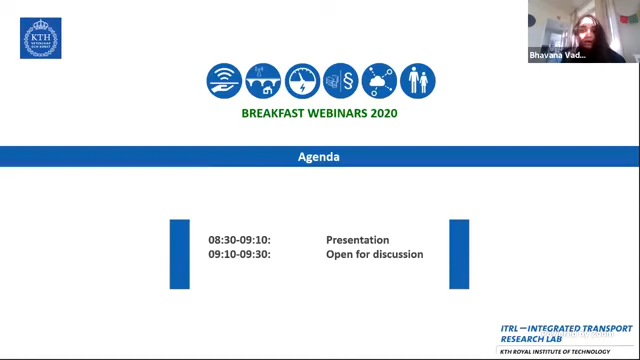 KTH
Bhavana Vad...
BREAKFAST WEBINARS 2020
Agenda
08:30-09:10: Presentation
09:10-09:30: Open for discussion
ITRL – INTEGRATED TRANSPORT
RESEARCH LAB
KTH ROYAL INSTITUTE OF TECHNOLOGY